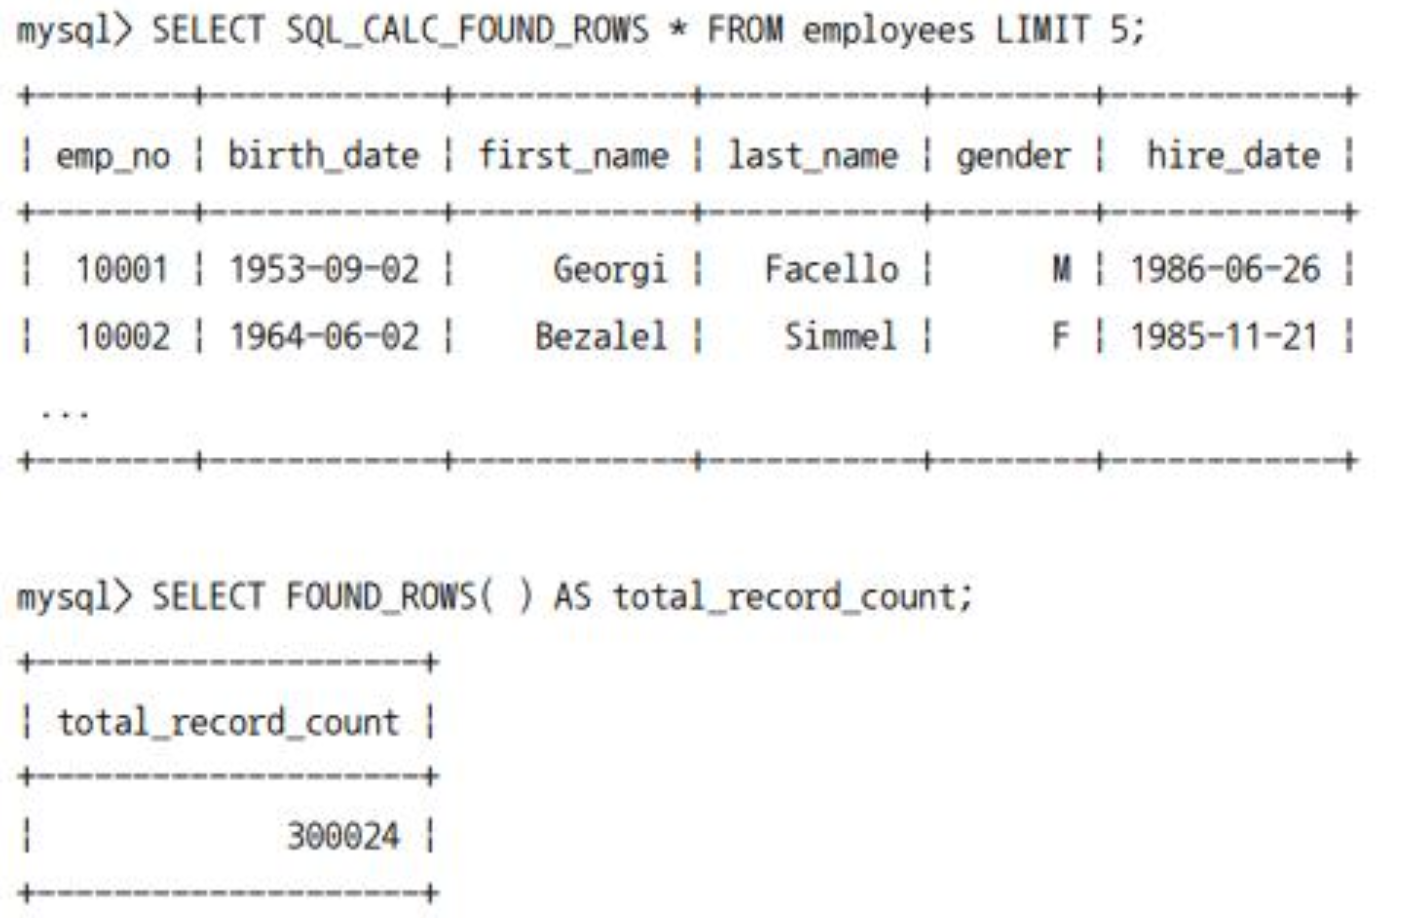 mysql> SELECT SQL_CALC_FOUND_ROWS * FROM employees LIMIT 5;
+--------+------------+------------+-----------+--------+------------+
| emp_no | birth_date | first_name | last_name | gender |  hire_date |
+--------+------------+------------+-----------+--------+------------+
|  10001 | 1953-09-02 |     Georgi |   Facello |      M | 1986-06-26 |
|  10002 | 1964-06-02 |    Bezalel |    Simmel |      F | 1985-11-21 |
 ...
+--------+------------+------------+-----------+--------+------------+
mysql> SELECT FOUND_ROWS( ) AS total_record_count;
+--------------------+
| total_record_count |
+--------------------+
|             300024 |
+--------------------+